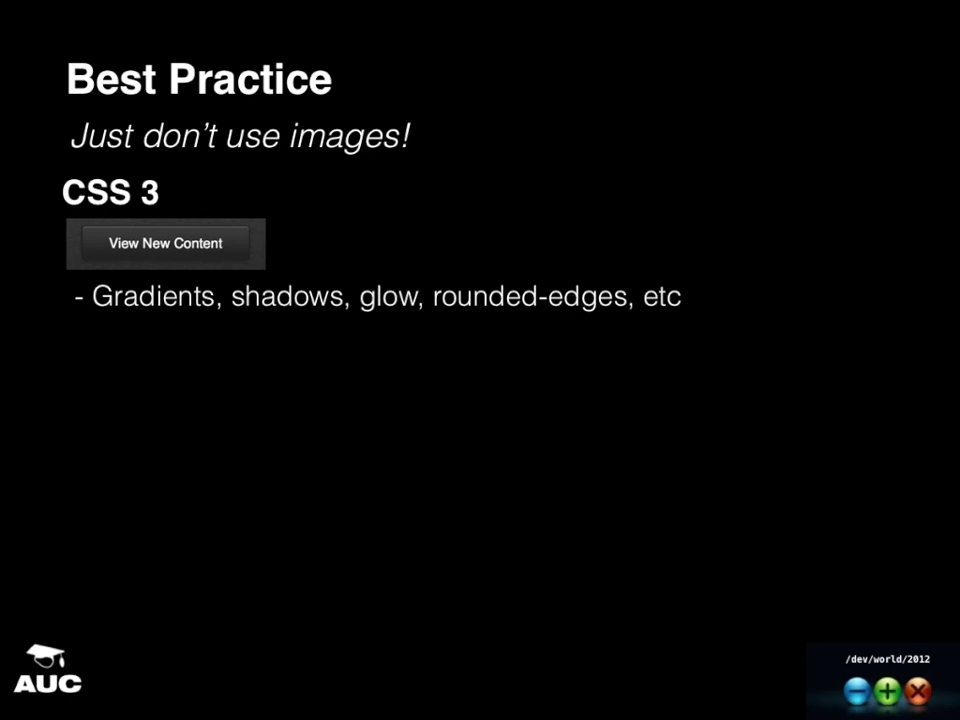 Best Practice
Just don't use images!
CSS 3
View New Content
- Gradients, shadows, glow, rounded-edges, etc
AUC
/dev/world/2012